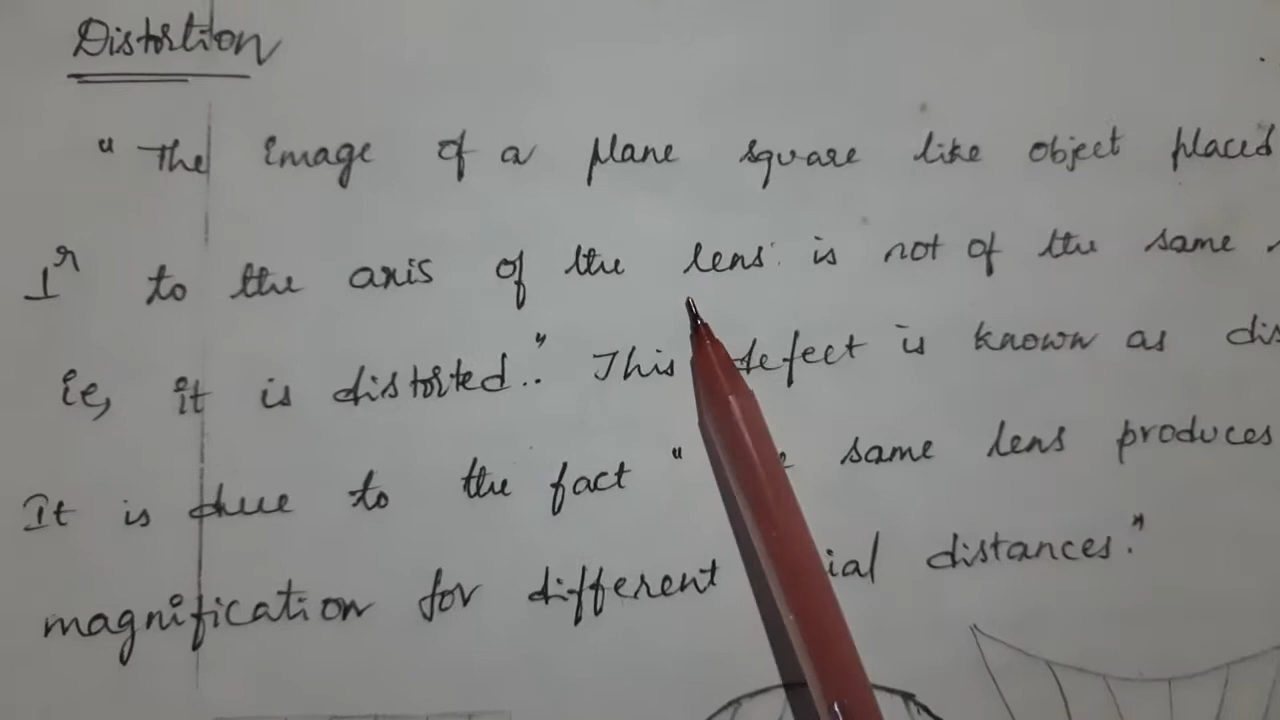 Distortion
" The image of a plane square like object placed
⊥r to the axis of the lens is not of the same
ie, it is distorted." This defect is known as
It is due to the fact " same lens produces
magnification for different distances."